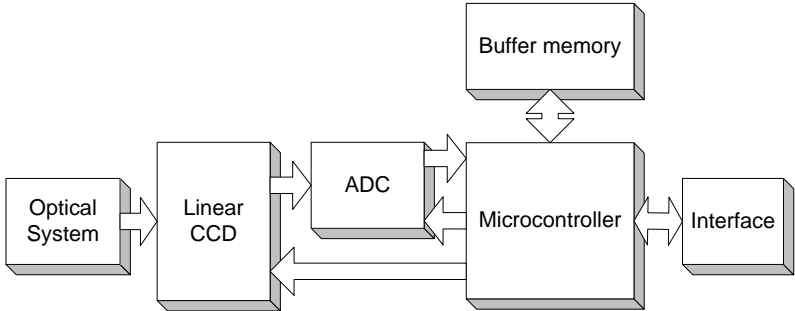 Buffer memory
Optical
System
Linear
CCD
ADC
Microcontroller
Interface